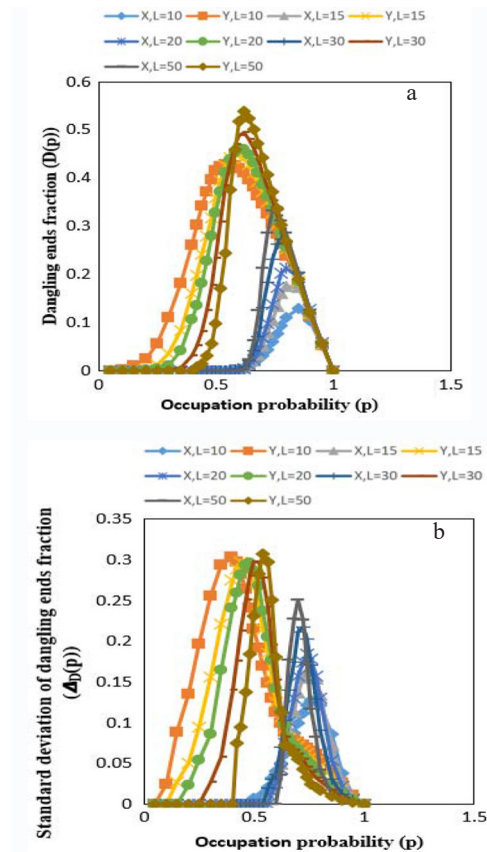 X,L=10 Y,L=10 X,L=15 Y,L=15
X,L=20 Y,L=20 X,L=30 Y,L=30
X,L=50 Y,L=50
a
0.6
0.5
0.4
0.3
0.2
0.1
0
Dangling ends fraction (D(p))
0 0.5 1 1.5
Occupation probability (p)
X,L=10 Y,L=10 X,L=15 Y,L=15
X,L=20 Y,L=20 X,L=30 Y,L=30
X,L=50 Y,L=50
b
0.35
0.3
0.25
0.2
0.15
0.1
0.05
0
Standard deviation of dangling ends fraction
(Δ_D(p))
0 0.5 1 1.5
Occupation probability (p)